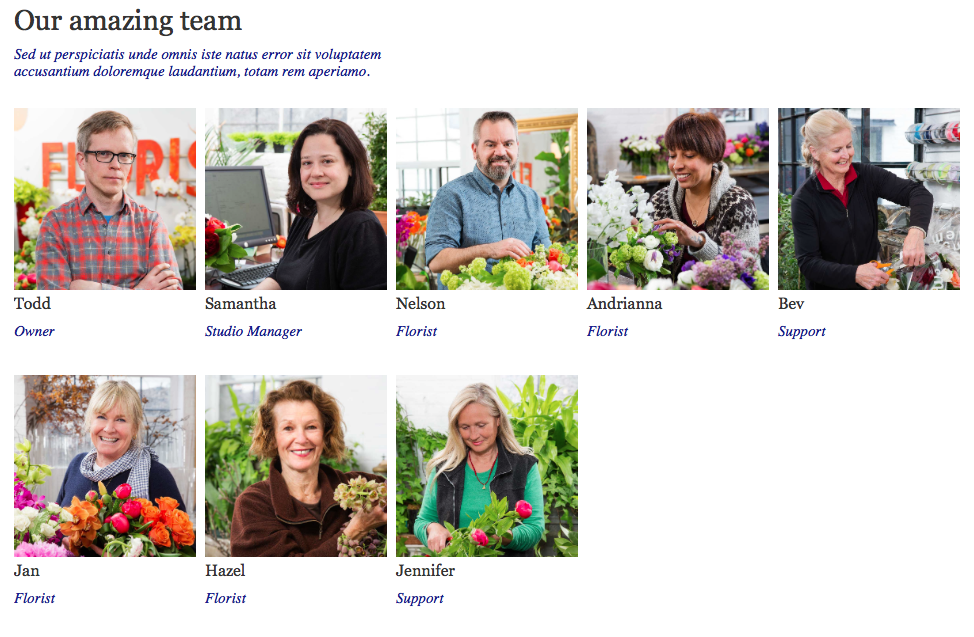 Our amazing team
Sed ut perspiciatis unde omnis iste natus error sit voluptatem
accusantium doloremque laudantium, totam rem aperiamo.
FLORIS
Todd
Samantha
Nelson
Andrianna
Bev
Owner
Studio Manager
Florist
Florist
Support
Jan
Hazel
Jennifer
Florist
Florist
Support